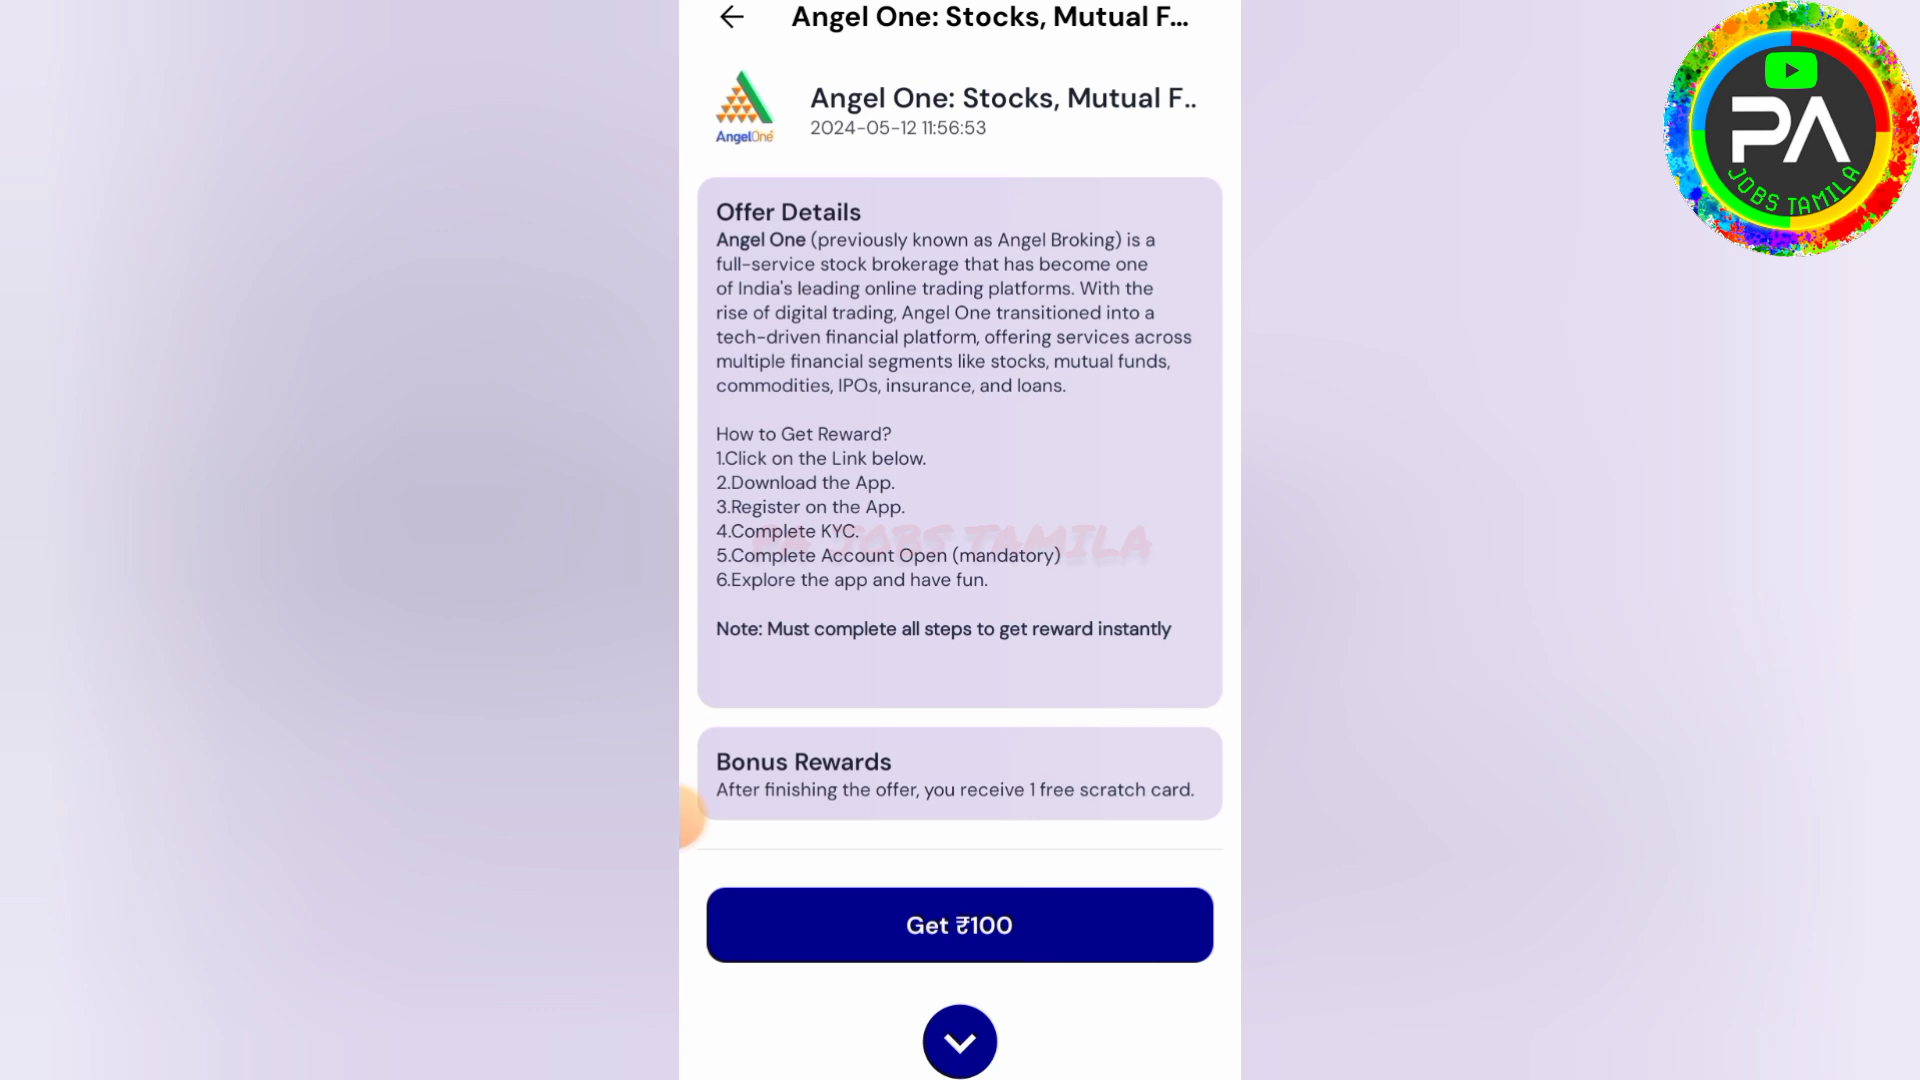 Angel One: Stocks, Mutual F...
Angel One: Stocks, Mutual F..
2024-05-12 11:56:53
AngelOne
Offer Details
Angel One (previously known as Angel Broking) is a
full-service stock brokerage that has become one
of India's leading online trading platforms. With the
rise of digital trading, Angel One transitioned into a
tech-driven financial platform, offering services across
multiple financial segments like stocks, mutual funds,
commodities, IPOs, insurance, and loans.
How to Get Reward?
1.Click on the Link below.
2.Download the App.
3.Register on the App.
4.Complete KYC.
5.Complete Account Open (mandatory)
6.Explore the app and have fun.
Note: Must complete all steps to get reward instantly
JOBS TAMILA
Bonus Rewards
After finishing the offer, you receive 1 free scratch card.
Get ₹100
PA
JOBS TAMILA